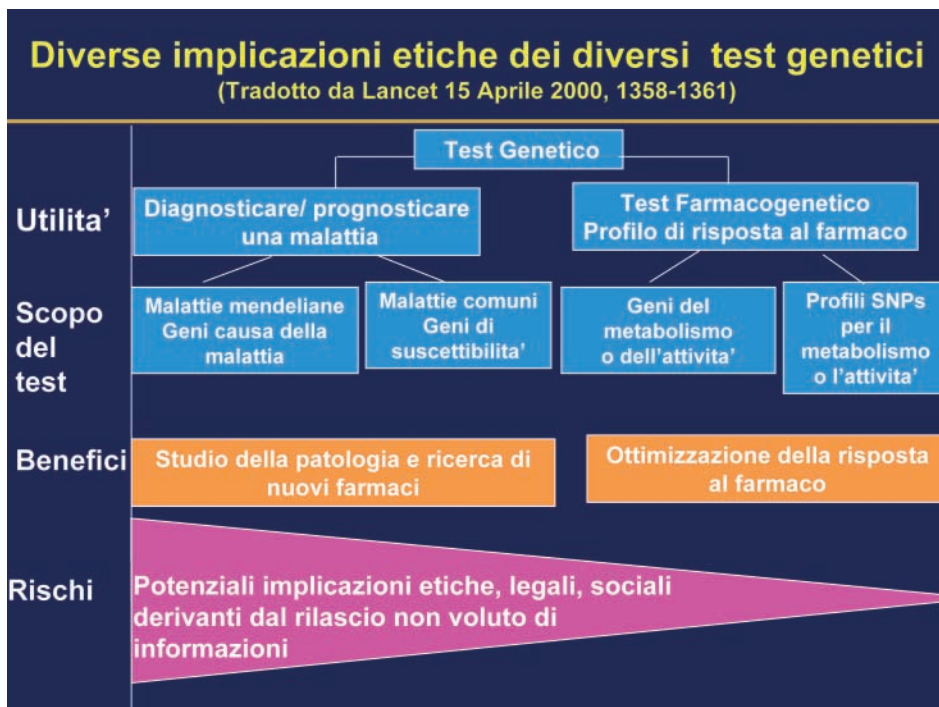 Diverse implicazioni etiche dei diversi test genetici
(Tradotto da Lancet 15 Aprile 2000, 1358-1361)
Test Genetico
Utilita'
Diagnosticare/ prognosticare
una malattia
Test Farmacogenetico
Profilo di risposta al farmaco
Scopo
del
test
Malattie mendeliane
Geni causa della
malattia
Malattie comuni
Geni di
suscettibilita'
Geni del
metabolismo
o dell'attivita'
Profili SNPs
per il
metabolismo
o l'attivita'
Benefici
Studio della patologia e ricerca di
nuovi farmaci
Ottimizzazione della risposta
al farmaco
Rischi
Potenziali implicazioni etiche, legali, sociali
derivanti dal rilascio non voluto di
informazioni